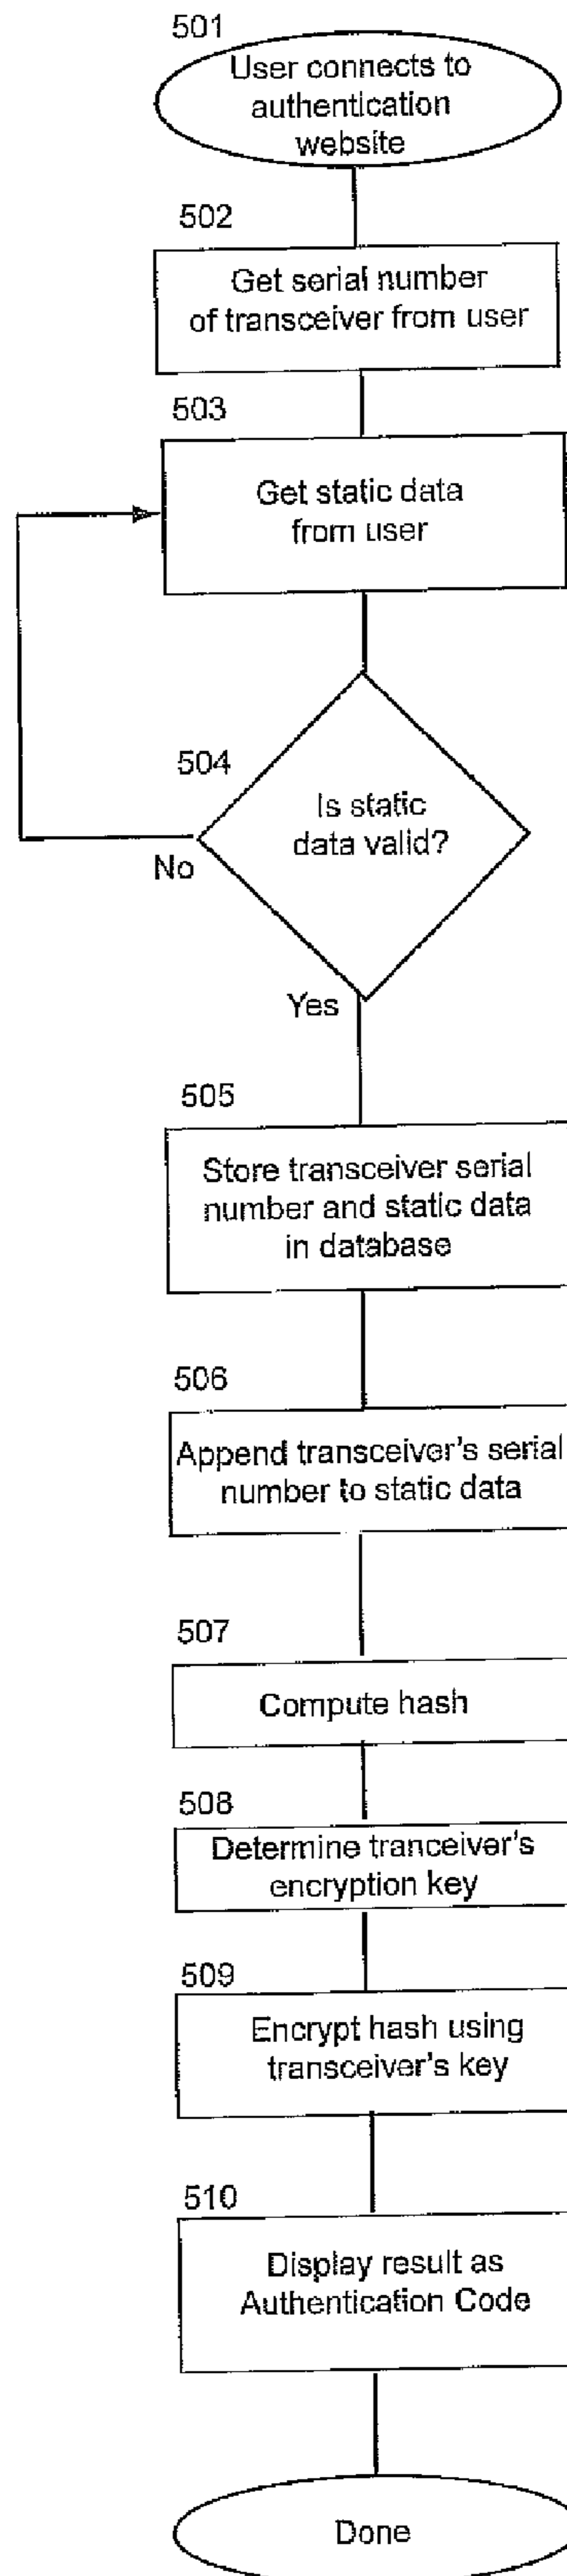 501
User connects to
authentication
website
502
Get serial number
of transceiver from user
503
Get static data
from user
504
Is static
data valid?
No
Yes
505
Store transceiver serial
number and static data
in database
506
Append transceiver's serial
number to static data
507
Compute hash
508
Determine tranceiver's
encryption key
509
Encrypt hash using
transceiver's key
510
Display result as
Authentication Code
Done